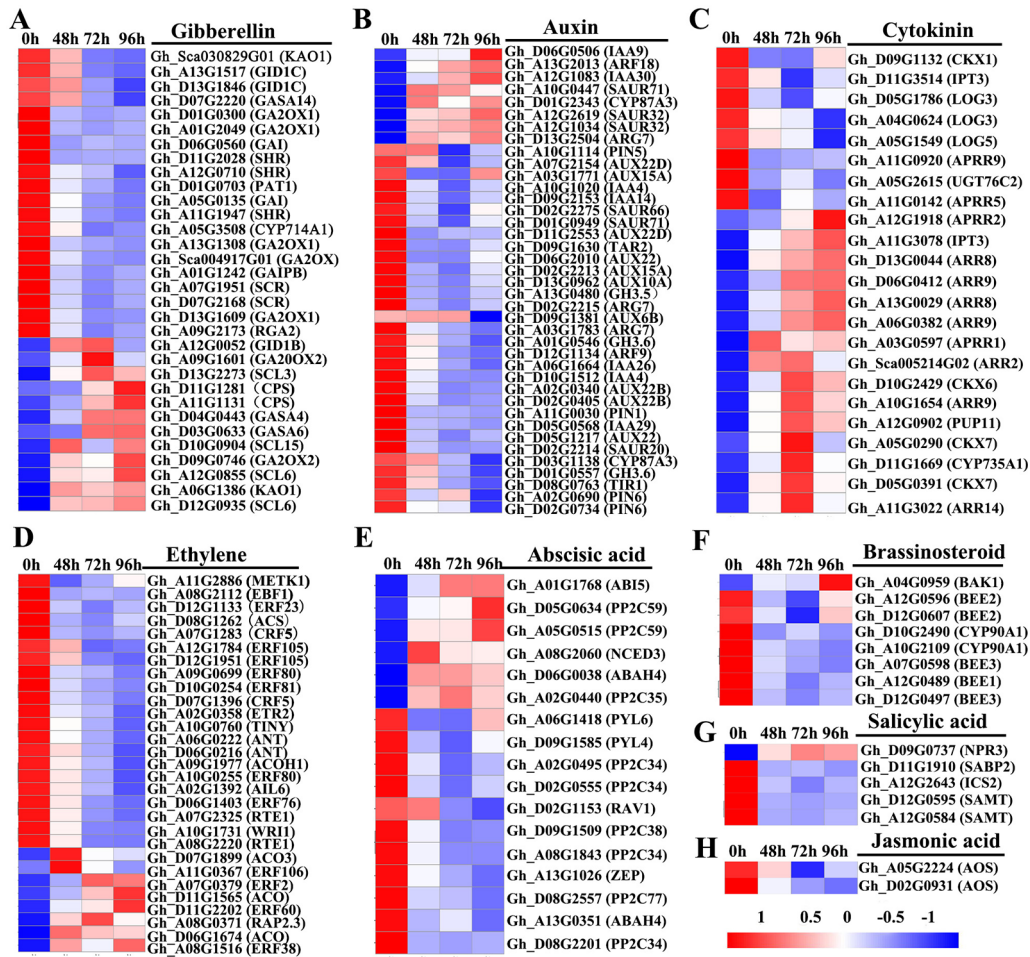 A
Gibberellin
0h 48h 72h 96h
Gh_Sca030829G01 (KAO1)
Gh_A13G1517 (GID1C)
Gh_D13G1846 (GID1C)
Gh_D07G2220 (GASA14)
Gh_D01G0300 (GA2OX1)
Gh_A01G2049 (GA2OX1)
Gh_D06G0560 (GAI)
Gh_D11G2028 (SHR)
Gh_A12G0710 (SHR)
Gh_D01G0703 (PAT1)
Gh_A05G0135 (GAI)
Gh_A11G1947 (SHR)
Gh_A05G3508 (CYP714A1)
Gh_A13G1308 (GA2OX1)
Gh_Sca004917G01 (GA2OX)
Gh_A01G1242 (GAIPB)
Gh_A07G1951 (SCR)
Gh_D07G2168 (SCR)
Gh_D13G1609 (GA2OX1)
Gh_A09G2173 (RGA2)
Gh_A12G0052 (GID1B)
Gh_A09G1601 (GA20OX2)
Gh_D13G2273 (SCL3)
Gh_D11G1281 (CPS)
Gh_A11G1131 (CPS)
Gh_D04G0443 (GASA4)
Gh_D03G0633 (GASA6)
Gh_D10G0904 (SCL15)
Gh_D09G0746 (GA2OX2)
Gh_A12G0855 (SCL6)
Gh_A06G1386 (KAO1)
Gh_D12G0935 (SCL6)
B
Auxin
0h 48h 72h 96h
Gh_D06G0506 (IAA9)
Gh_A13G2013 (ARF18)
Gh_A12G1083 (IAA30)
Gh_A10G0447 (SAUR71)
Gh_D01G2343 (CYP87A3)
Gh_A12G2619 (SAUR32)
Gh_A12G1034 (SAUR32)
Gh_D13G2504 (ARG7)
Gh_A10G1114 (PIN5)
Gh_A07G2154 (AUX22D)
Gh_A03G1771 (AUX15A)
Gh_A10G1020 (IAA4)
Gh_D09G2153 (IAA14)
Gh_D02G2275 (SAUR66)
Gh_D01G0949 (SAUR71)
Gh_D11G2553 (AUX22D)
Gh_D09G1630 (TAR2)
Gh_D06G2010 (AUX22)
Gh_D02G2213 (AUX15A)
Gh_D13G0962 (AUX10A)
Gh_A13G0480 (GH3.5)
Gh_D02G2215 (ARG7)
Gh_D09G1381 (AUX6B)
Gh_A03G1783 (ARG7)
Gh_A01G0546 (GH3.6)
Gh_D12G1134 (ARF9)
Gh_A06G1664 (IAA26)
Gh_D10G1512 (IAA4)
Gh_A02G0340 (AUX22B)
Gh_D02G0405 (AUX22B)
Gh_A11G0030 (PIN1)
Gh_D05G0568 (IAA29)
Gh_D05G1217 (AUX22)
Gh_D02G2214 (SAUR20)
Gh_D03G1138 (CYP87A3)
Gh_D01G0557 (GH3.6)
Gh_D08G0763 (TIR1)
Gh_A02G0690 (PIN6)
Gh_D02G0734 (PIN6)
C
Cytokinin
0h 48h 72h 96h
Gh_D09G1132 (CKX1)
Gh_D11G3514 (IPT3)
Gh_D05G1786 (LOG3)
Gh_A04G0624 (LOG3)
Gh_A05G1549 (LOG5)
Gh_A11G0920 (APRR9)
Gh_A05G2615 (UGT76C2)
Gh_A11G0142 (APRR5)
Gh_A12G1918 (APRR2)
Gh_A11G3078 (IPT3)
Gh_D13G0044 (ARR8)
Gh_D06G0412 (ARR9)
Gh_A13G0029 (ARR8)
Gh_A06G0382 (ARR9)
Gh_A03G0597 (APRR1)
Gh_Sca005214G02 (ARR2)
Gh_D10G2429 (CKX6)
Gh_A10G1654 (ARR9)
Gh_A12G0902 (PUP11)
Gh_A05G0290 (CKX7)
Gh_D11G1669 (CYP735A1)
Gh_D05G0391 (CKX7)
Gh_A11G3022 (ARR14)
D
Ethylene
0h 48h 72h 96h
Gh_A11G2886 (METK1)
Gh_A08G2112 (EBF1)
Gh_D12G1133 (ERF23)
Gh_D08G1262 (ACS)
Gh_A07G1283 (CRF5)
Gh_A12G1784 (ERF105)
Gh_D12G1951 (ERF105)
Gh_A09G0699 (ERF80)
Gh_D10G0254 (ERF81)
Gh_D07G1396 (CRF5)
Gh_A02G0358 (ETR2)
Gh_A10G0760 (TINY)
Gh_A06G0222 (ANT)
Gh_D06G0216 (ANT)
Gh_A09G1977 (ACOH1)
Gh_A10G0255 (ERF80)
Gh_A02G1392 (AIL6)
Gh_D06G1403 (ERF76)
Gh_A07G2325 (RTE1)
Gh_A10G1731 (WRI1)
Gh_A08G2220 (RTE1)
Gh_D07G1899 (ACO3)
Gh_A11G0367 (ERF106)
Gh_A07G0379 (ERF2)
Gh_D11G1565 (ACO)
Gh_D11G2202 (ERF60)
Gh_A08G0371 (RAP2.3)
Gh_D06G1674 (ACO)
Gh_A08G1516 (ERF38)
E
Abscisic acid
0h 48h 72h 96h
Gh_A01G1768 (ABI5)
Gh_D05G0634 (PP2C59)
Gh_A05G0515 (PP2C59)
Gh_A08G2060 (NCED3)
Gh_D06G0038 (ABAH4)
Gh_A02G0440 (PP2C35)
Gh_A06G1418 (PYL6)
Gh_D09G1585 (PYL4)
Gh_A02G0495 (PP2C34)
Gh_D02G0555 (PP2C34)
Gh_D02G1153 (RAV1)
Gh_D09G1509 (PP2C38)
Gh_A08G1843 (PP2C34)
Gh_A13G1026 (ZEP)
Gh_D08G2557 (PP2C77)
Gh_A13G0351 (ABAH4)
Gh_D08G2201 (PP2C34)
F
Brassinosteroid
0h 48h 72h 96h
Gh_A04G0959 (BAK1)
Gh_A12G0596 (BEE2)
Gh_D12G0607 (BEE2)
Gh_D10G2490 (CYP90A1)
Gh_A10G2109 (CYP90A1)
Gh_A07G0598 (BEE3)
Gh_A12G0489 (BEE1)
Gh_D12G0497 (BEE3)
G
Salicylic acid
0h 48h 72h 96h
Gh_D09G0737 (NPR3)
Gh_D11G1910 (SABP2)
Gh_A12G2643 (ICS2)
Gh_D12G0595 (SAMT)
Gh_A12G0584 (SAMT)
H
Jasmonic acid
0h 48h 72h 96h
Gh_A05G2224 (AOS)
Gh_D02G0931 (AOS)
1 0.5 0 -0.5 -1